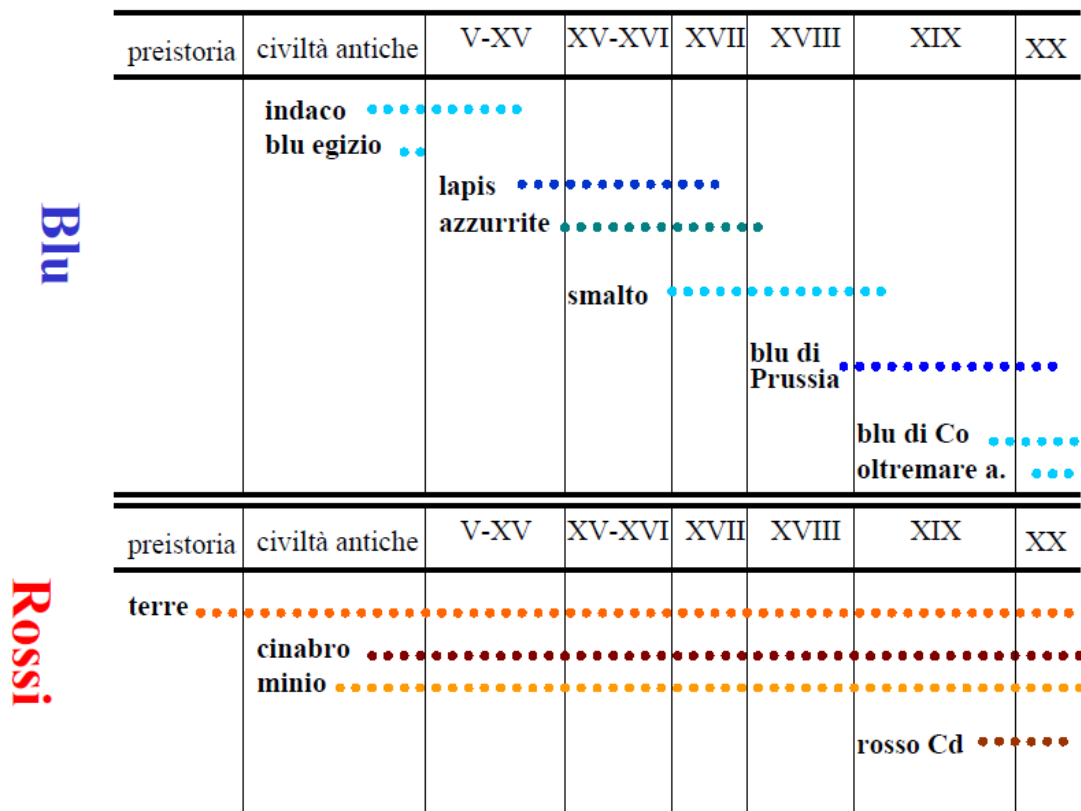 preistoria civiltà antiche V-XV XV-XVI XVII XVIII XIX XX
Blu
indaco
blu egizio
lapis
azzurrite
smalto
blu di
Prussia
blu di Co
oltremare a.
preistoria civiltà antiche V-XV XV-XVI XVII XVIII XIX XX
Rossi
terre
cinabro
minio
rosso Cd